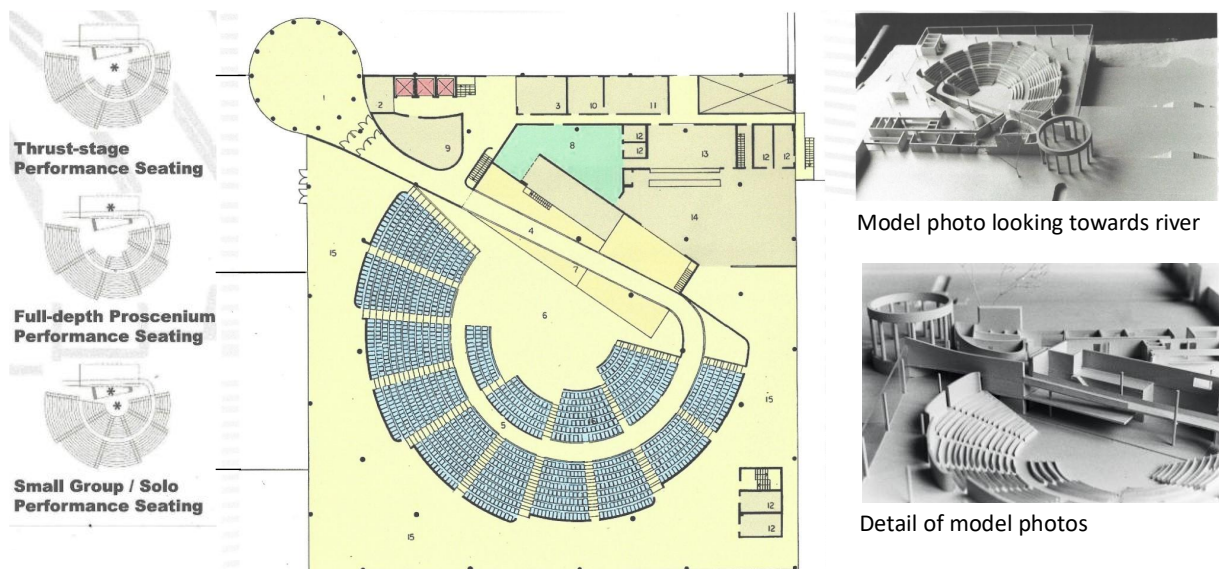 Thrust-stage
Performance Seating
Full-depth Proscenium
Performance Seating
Small Group / Solo
Performance Seating
1
2
3
10
11
9
8
12
12
13
12
12
14
4
7
15
6
5
15
12
12
15
Model photo looking towards river
Detail of model photos